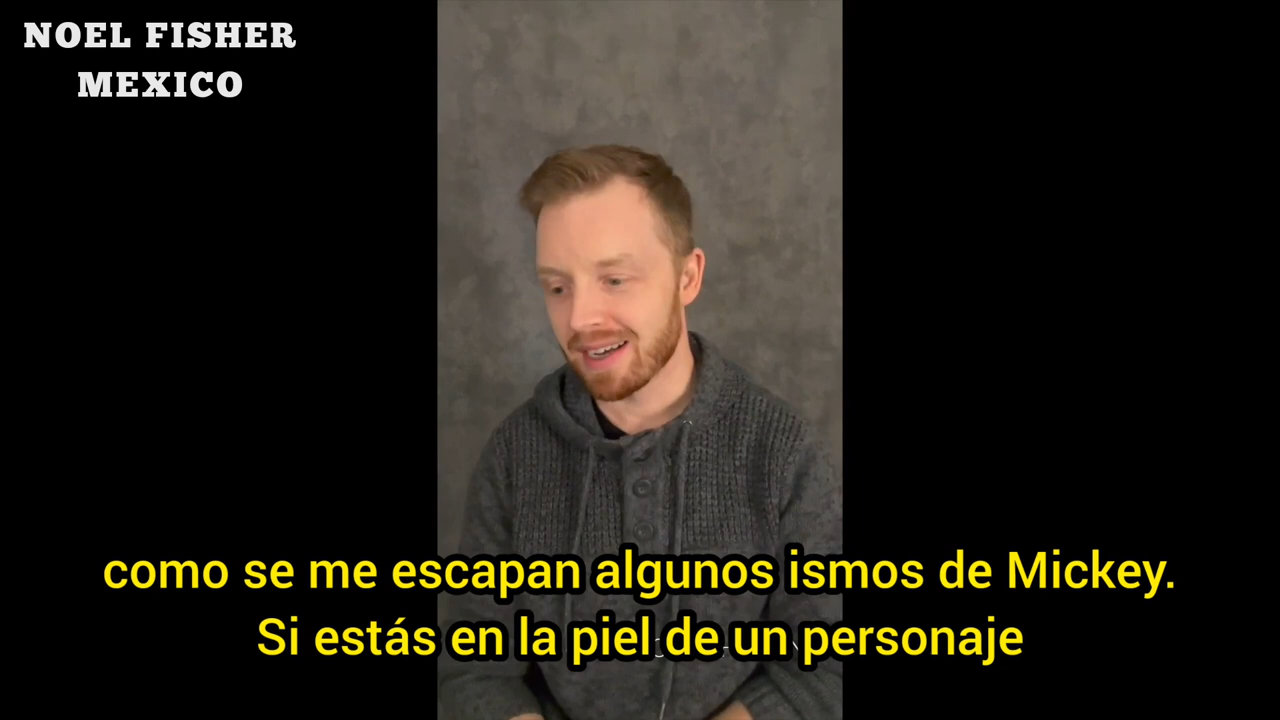 NOEL FISHER
MEXICO
como se me escapan algunos ismos de Mickey.
Si estás en la piel de un personaje